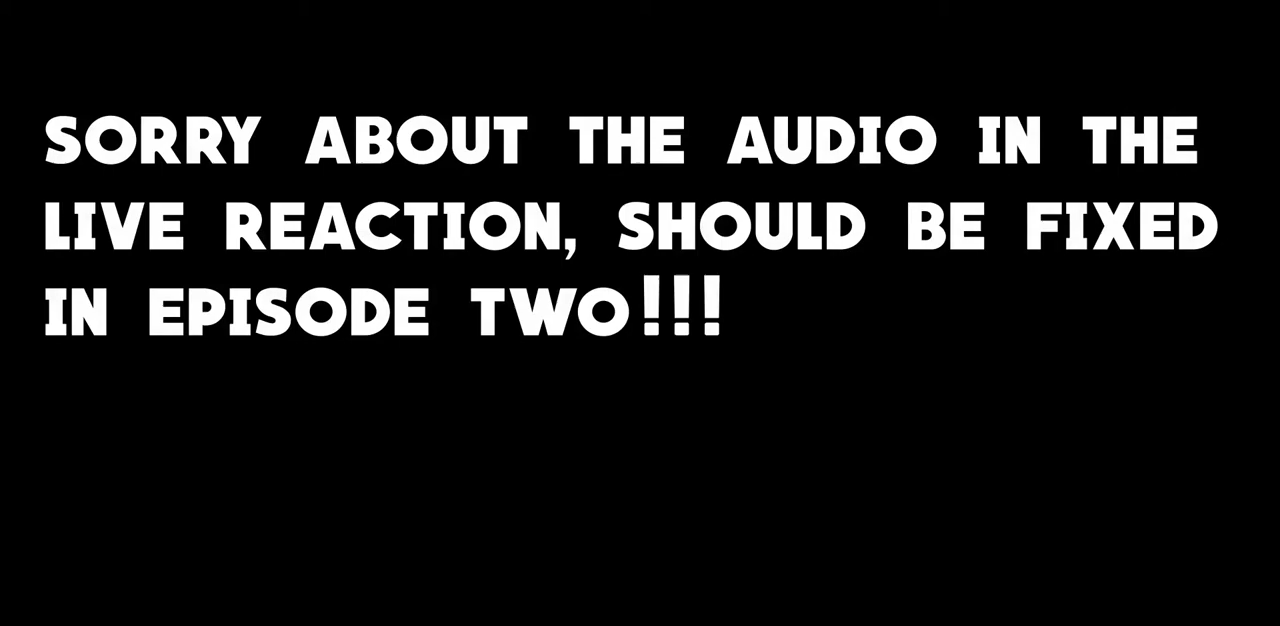 SORRY ABOUT THE AUDIO IN THE
LIVE REACTION, SHOULD BE FIXED
IN EPISODE TWO!!!